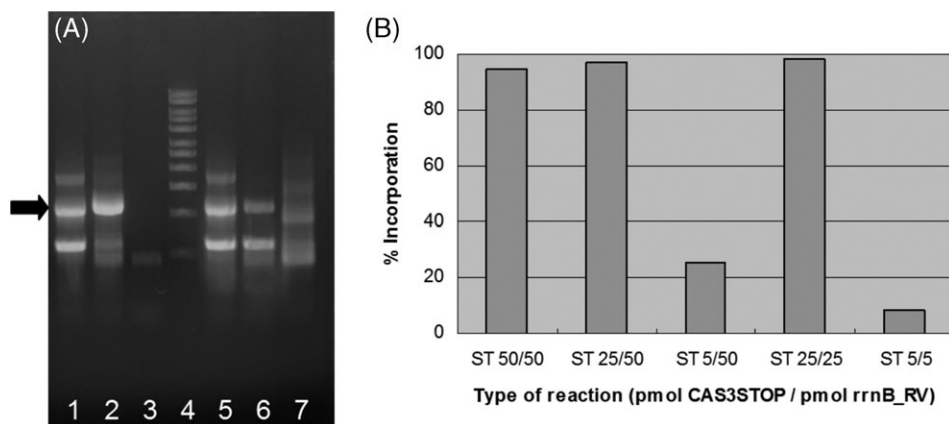 (A)
1 2 3 4 5 6 7
(B)
% Incorporation
100
80
60
40
20
0
ST 50/50 ST 25/50 ST 5/50 ST 25/25 ST 5/5
Type of reaction (pmol CAS3STOP / pmol rrnB_RV)